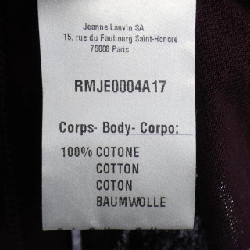 Jeanne Lanvin SA
15, rue du Faubourg Saint-Honoré
75008 Paris
RMJE0004A17
Corps- Body- Corpo:
100% COTONE
COTTON
COTON
BAUMWOLLE